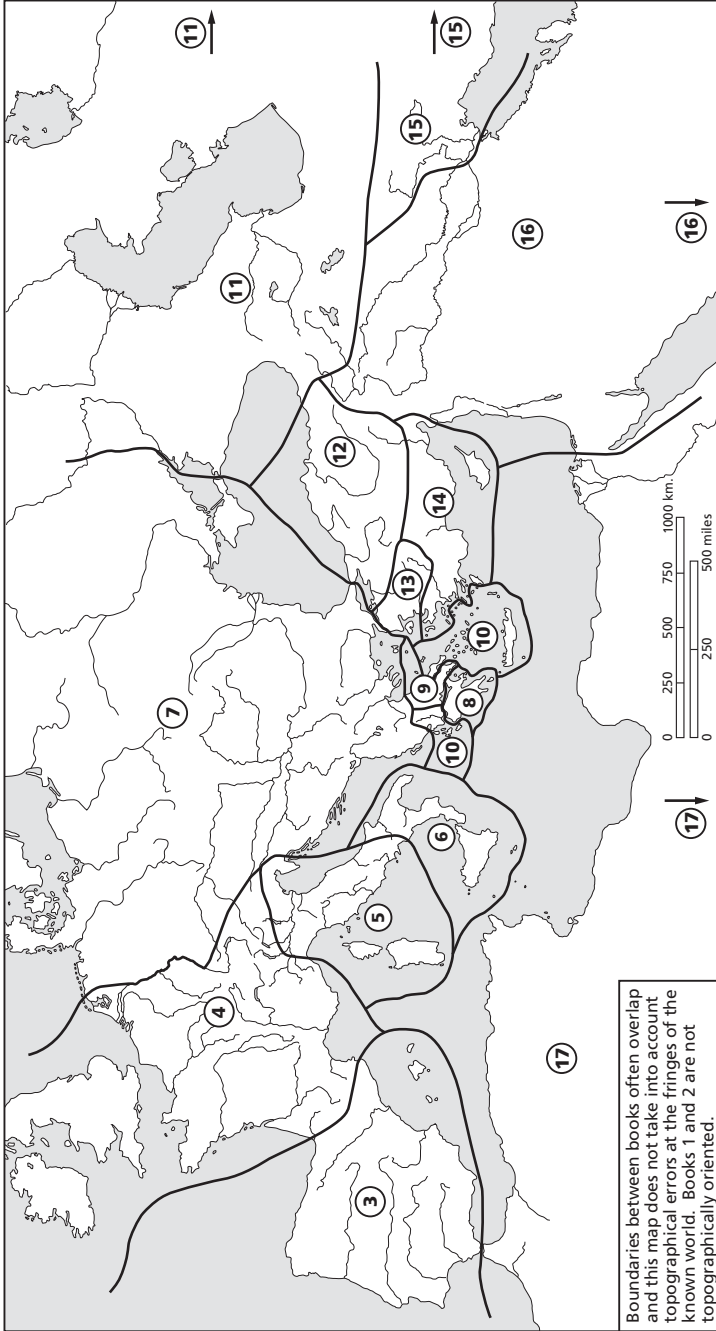 11
15
11
15
16
16
7
12
14
13
10
9
8
10
6
5
4
3
17
17
0 250 500 750 1000 km.
0 250 500 miles
Boundaries between books often overlap
and this map does not take into account
topographical errors at the fringes of the
known world. Books 1 and 2 are not
topographically oriented.